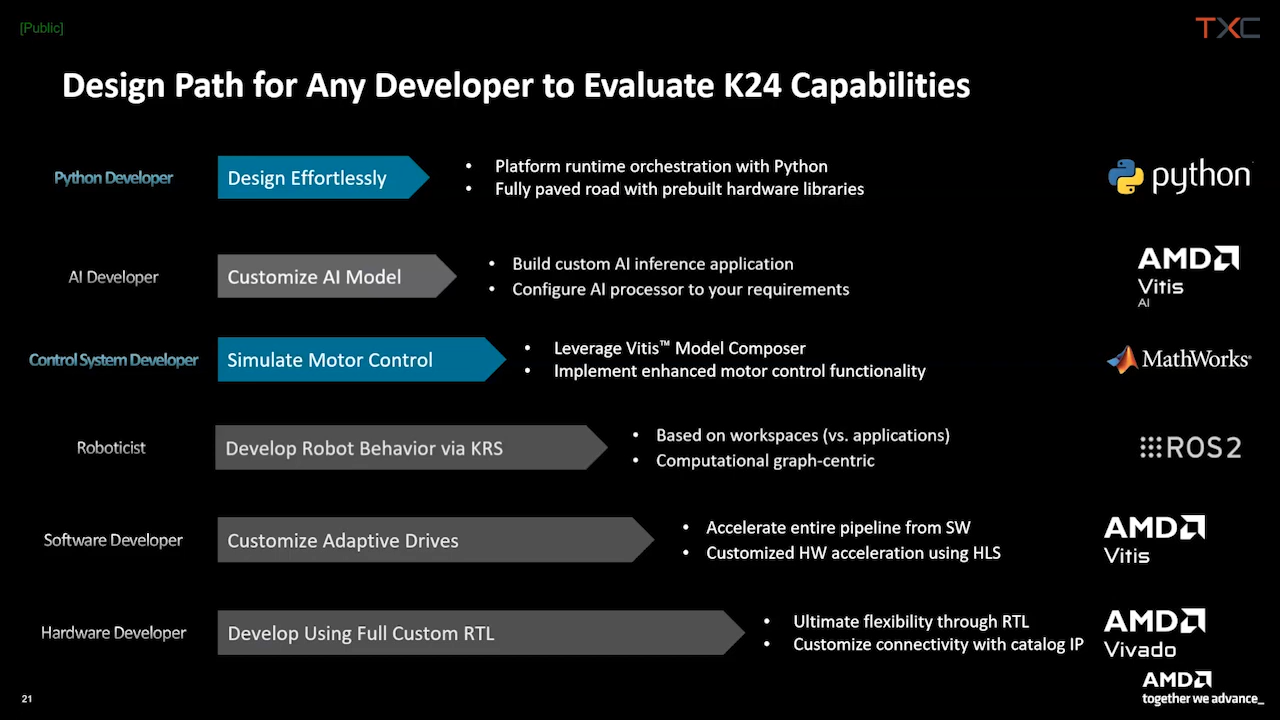 [Public]
TXC
Design Path for Any Developer to Evaluate K24 Capabilities
Python Developer
Design Effortlessly
• Platform runtime orchestration with Python
• Fully paved road with prebuilt hardware libraries
python
AI Developer
Customize AI Model
• Build custom AI inference application
• Configure AI processor to your requirements
AMD
Vitis
AI
Control System Developer
Simulate Motor Control
• Leverage Vitis™ Model Composer
• Implement enhanced motor control functionality
MathWorks®
Roboticist
Develop Robot Behavior via KRS
• Based on workspaces (vs. applications)
• Computational graph-centric
ROS2
Software Developer
Customize Adaptive Drives
• Accelerate entire pipeline from SW
• Customized HW acceleration using HLS
AMD
Vitis
Hardware Developer
Develop Using Full Custom RTL
• Ultimate flexibility through RTL
• Customize connectivity with catalog IP
AMD
Vivado
21
AMD
together we advance_